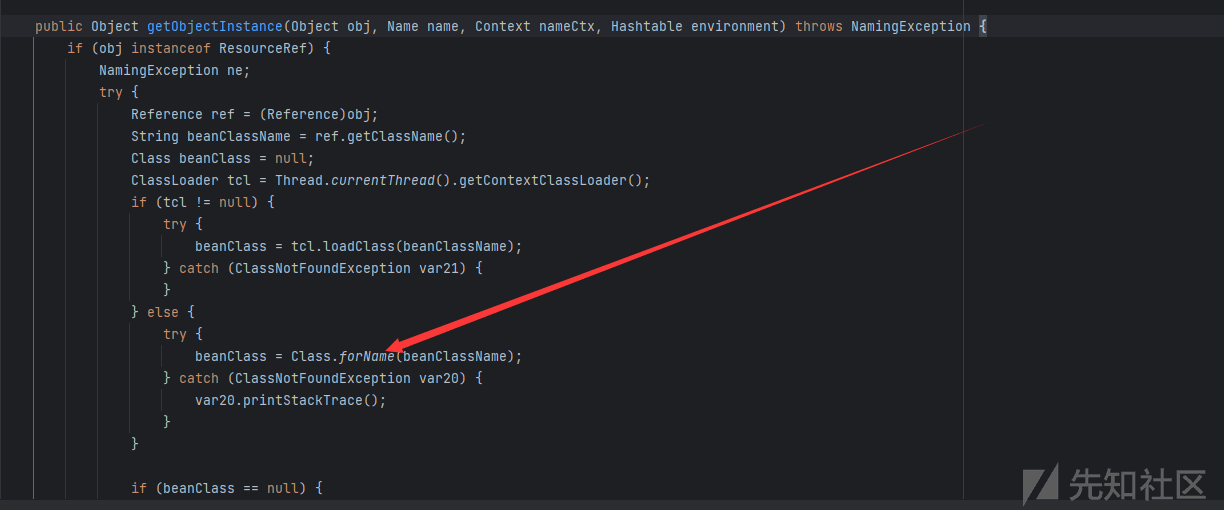 public Object getObjectInstance(Object obj, Name name, Context nameCtx, Hashtable environment) throws NamingException {
if (obj instanceof ResourceRef) {
NamingException ne;
try {
Reference ref = (Reference)obj;
String beanClassName = ref.getClassName();
Class beanClass = null;
ClassLoader tcl = Thread.currentThread().getContextClassLoader();
if (tcl != null) {
try {
beanClass = tcl.loadClass(beanClassName);
} catch (ClassNotFoundException var21) {
}
} else {
try {
beanClass = Class.forName(beanClassName);
} catch (ClassNotFoundException var20) {
var20.printStackTrace();
}
}
if (beanClass == null) {
先知社区